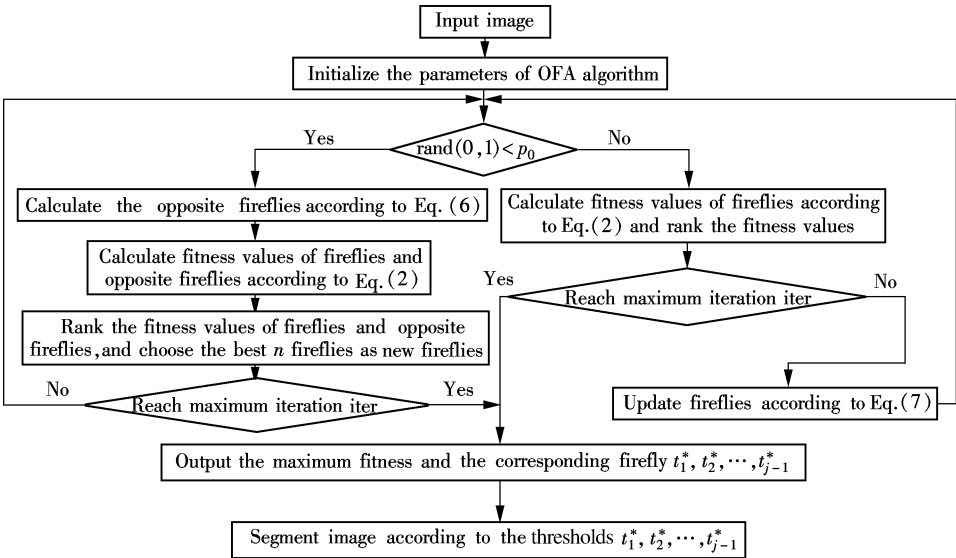 Input image
Initialize the parameters of OFA algorithm
rand(0,1)<p₀
Yes
No
Calculate the opposite fireflies according to Eq.(6)
Calculate fitness values of fireflies and
opposite fireflies according to Eq.(2)
Rank the fitness values of fireflies and opposite
fireflies,and choose the best n fireflies as new fireflies
No
Reach maximum iteration iter
Yes
Calculate fitness values of fireflies according
to Eq.(2) and rank the fitness values
Yes
Reach maximum iteration iter
No
Update fireflies according to Eq.(7)
Output the maximum fitness and the corresponding firefly t₁*, t₂*, ⋯, t_{j-1}*
Segment image according to the thresholds t₁*, t₂*, ⋯, t_{j-1}*